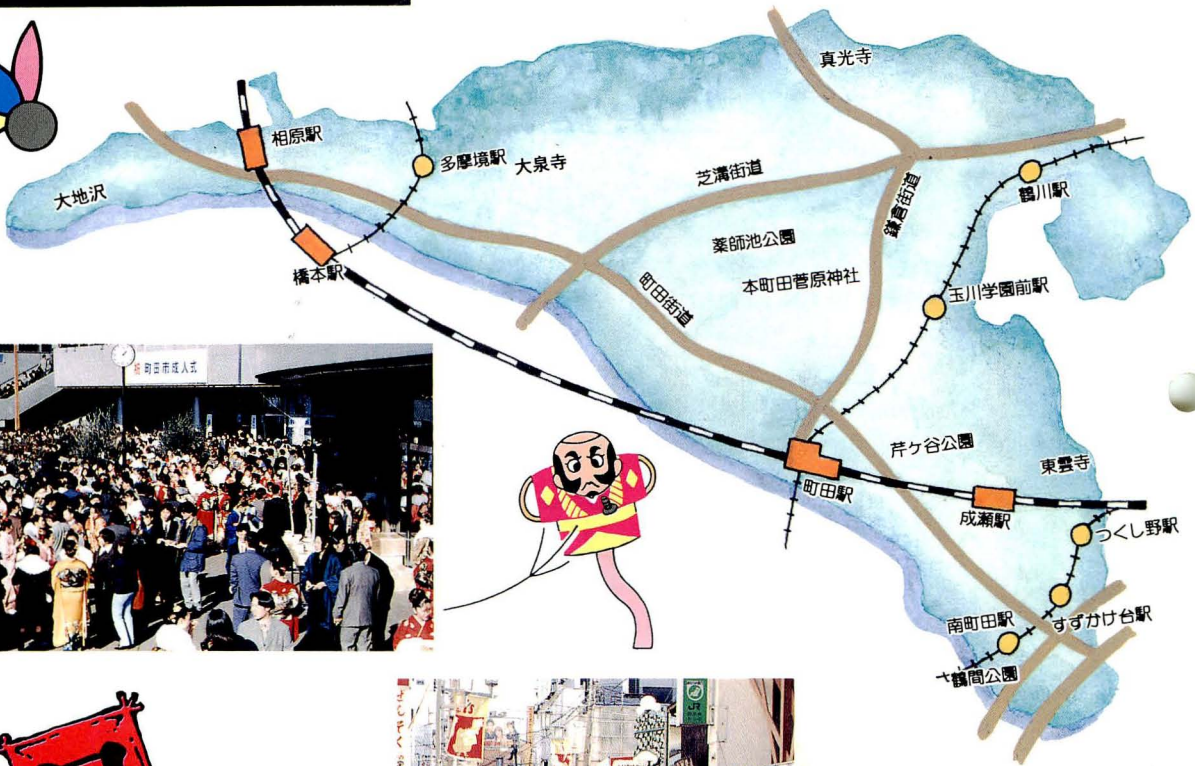 真光寺
相原駅
多摩境駅
大泉寺
芝溝街道
鶴川駅
大地沢
鎌倉街道
薬師池公園
橋本駅
本町田菅原神社
町田街道
玉川学園前駅
祝 町田市成人式
芹ヶ谷公園
東雲寺
町田駅
成瀬駅
つくし野駅
南町田駅
すずかけ台駅
鶴間公園
JR